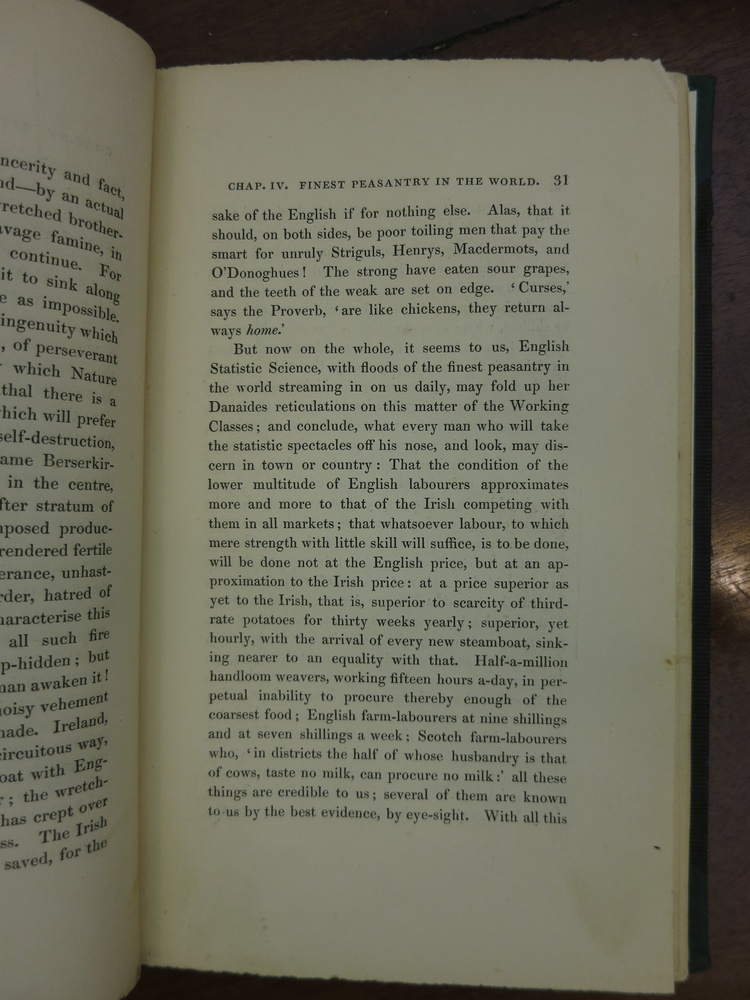 ncerity and fact,
nd—by an actual
retched brother-
avage famine, in
continue. For
it to sink along
e as impossible.
ingenuity which
, of perseverant
which Nature
thal there is a
hich will prefer
self-destruction,
ame Berserkir-
in the centre,
fter stratum of
mposed produc-
rendered fertile
erance, unhast-
rder, hatred of
haracterise this
all such fire
p-hidden; but
man awaken it!
noisy vehement
made. Ireland,
circuitous way,
oat with Eng-
; the wretch-
has crept over
ss. The Irish
saved, for the
CHAP. IV. FINEST PEASANTRY IN THE WORLD. 31
sake of the English if for nothing else. Alas, that it
should, on both sides, be poor toiling men that pay the
smart for unruly Striguls, Henrys, Macdermots, and
O'Donoghues! The strong have eaten sour grapes,
and the teeth of the weak are set on edge. 'Curses,'
says the Proverb, 'are like chickens, they return al-
ways home.'
But now on the whole, it seems to us, English
Statistic Science, with floods of the finest peasantry in
the world streaming in on us daily, may fold up her
Danaides reticulations on this matter of the Working
Classes; and conclude, what every man who will take
the statistic spectacles off his nose, and look, may dis-
cern in town or country: That the condition of the
lower multitude of English labourers approximates
more and more to that of the Irish competing with
them in all markets; that whatsoever labour, to which
mere strength with little skill will suffice, is to be done,
will be done not at the English price, but at an ap-
proximation to the Irish price: at a price superior as
yet to the Irish, that is, superior to scarcity of third-
rate potatoes for thirty weeks yearly; superior, yet
hourly, with the arrival of every new steamboat, sink-
ing nearer to an equality with that. Half-a-million
handloom weavers, working fifteen hours a-day, in per-
petual inability to procure thereby enough of the
coarsest food; English farm-labourers at nine shillings
and at seven shillings a week; Scotch farm-labourers
who, 'in districts the half of whose husbandry is that
of cows, taste no milk, can procure no milk:' all these
things are credible to us; several of them are known
to us by the best evidence, by eye-sight. With all this